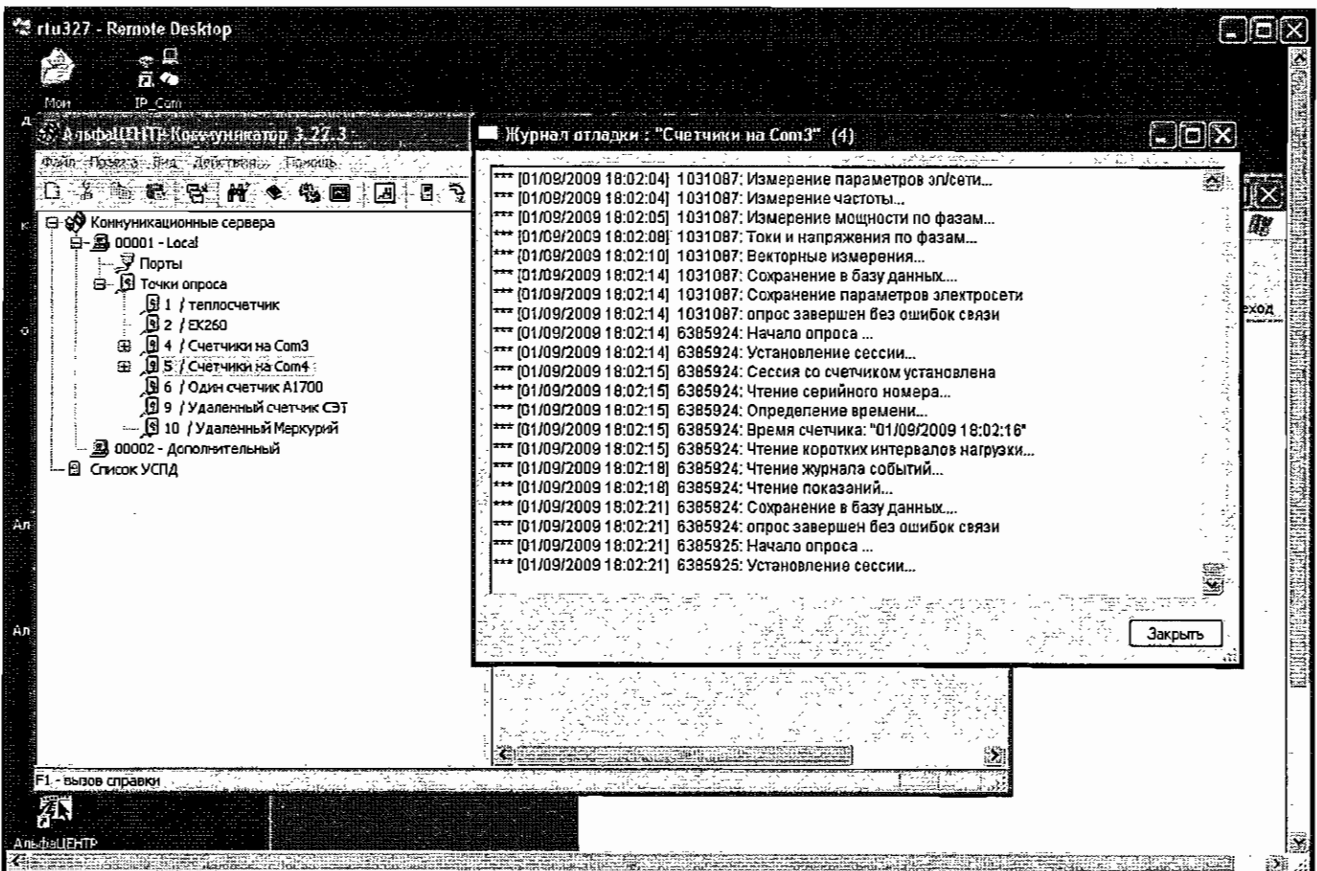 rtu327 - Remote Desktop
Мои
IP_Cam
АльфаЦЕНТР Коммуникатор 3.27.3
Файл Правка Вид Действия Помощь
Коммуникационные сервера
00001 - Local
Порты
Точки опроса
1 / теплосчетчик
2 / EK260
4 / Счетчики на Com3
5 / Счетчики на Com4
6 / Один счетчик А1700
9 / Удаленный счетчик СЭТ
10 / Удаленный Меркурий
00002 - Дополнительный
Список УСПД
F1 - вызов справки
Журнал отладки : "Счетчики на Com3" (4)
*** [01/09/2009 18:02:04] 1031087: Измерение параметров эл/сети...
*** [01/09/2009 18:02:04] 1031087: Измерение частоты...
*** [01/09/2009 18:02:05] 1031087: Измерение мощности по фазам...
*** [01/09/2009 18:02:08] 1031087: Токи и напряжения по фазам...
*** [01/09/2009 18:02:10] 1031087: Векторные измерения...
*** [01/09/2009 18:02:14] 1031087: Сохранение в базу данных....
*** [01/09/2009 18:02:14] 1031087: Сохранение параметров электросети
*** [01/09/2009 18:02:14] 1031087: опрос завершен без ошибок связи
*** [01/09/2009 18:02:14] 6385924: Начало опроса ...
*** [01/09/2009 18:02:14] 6385924: Установление сессии...
*** [01/09/2009 18:02:15] 6385924: Сессия со счетчиком установлена
*** [01/09/2009 18:02:15] 6385924: Чтение серийного номера...
*** [01/09/2009 18:02:15] 6385924: Определение времени...
*** [01/09/2009 18:02:15] 6385924: Время счетчика: "01/09/2009 18:02:16"
*** [01/09/2009 18:02:15] 6385924: Чтение коротких интервалов нагрузки...
*** [01/09/2009 18:02:18] 6385924: Чтение журнала событий...
*** [01/09/2009 18:02:18] 6385924: Чтение показаний...
*** [01/09/2009 18:02:21] 6385924: Сохранение в базу данных....
*** [01/09/2009 18:02:21] 6385924: опрос завершен без ошибок связи
*** [01/09/2009 18:02:21] 6385925: Начало опроса ...
*** [01/09/2009 18:02:21] 6385925: Установление сессии...
Закрыть
еход
Ал
Ал
АльфаЦЕНТР